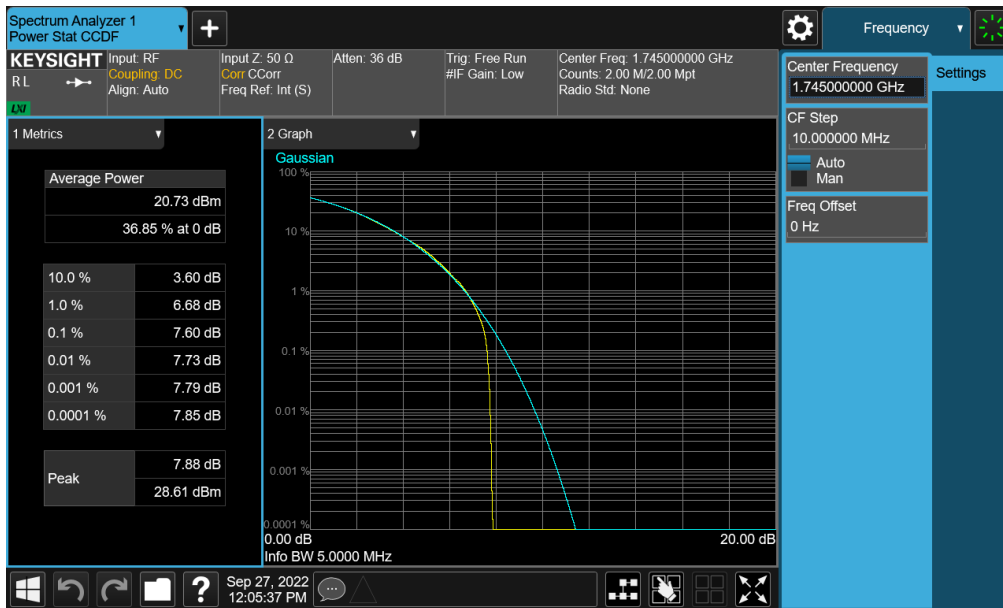 Spectrum Analyzer 1
Power Stat CCDF
+
Frequency
KEYSIGHT
R L
LXI
Input: RF
Coupling: DC
Align: Auto
Input Z: 50 Ω
Corr CCorr
Freq Ref: Int (S)
Atten: 36 dB
Trig: Free Run
#IF Gain: Low
Center Freq: 1.745000000 GHz
Counts: 2.00 M/2.00 Mpt
Radio Std: None
Center Frequency
1.745000000 GHz
Settings
CF Step
10.000000 MHz
Auto
Man
Freq Offset
0 Hz
1 Metrics
Average Power
20.73 dBm
36.85 % at 0 dB
10.0 % 3.60 dB
1.0 % 6.68 dB
0.1 % 7.60 dB
0.01 % 7.73 dB
0.001 % 7.79 dB
0.0001 % 7.85 dB
Peak
7.88 dB
28.61 dBm
2 Graph
Gaussian
100 %
10 %
1 %
0.1 %
0.01 %
0.001 %
0.0001 %
0.00 dB 20.00 dB
Info BW 5.0000 MHz
?
Sep 27, 2022
12:05:37 PM